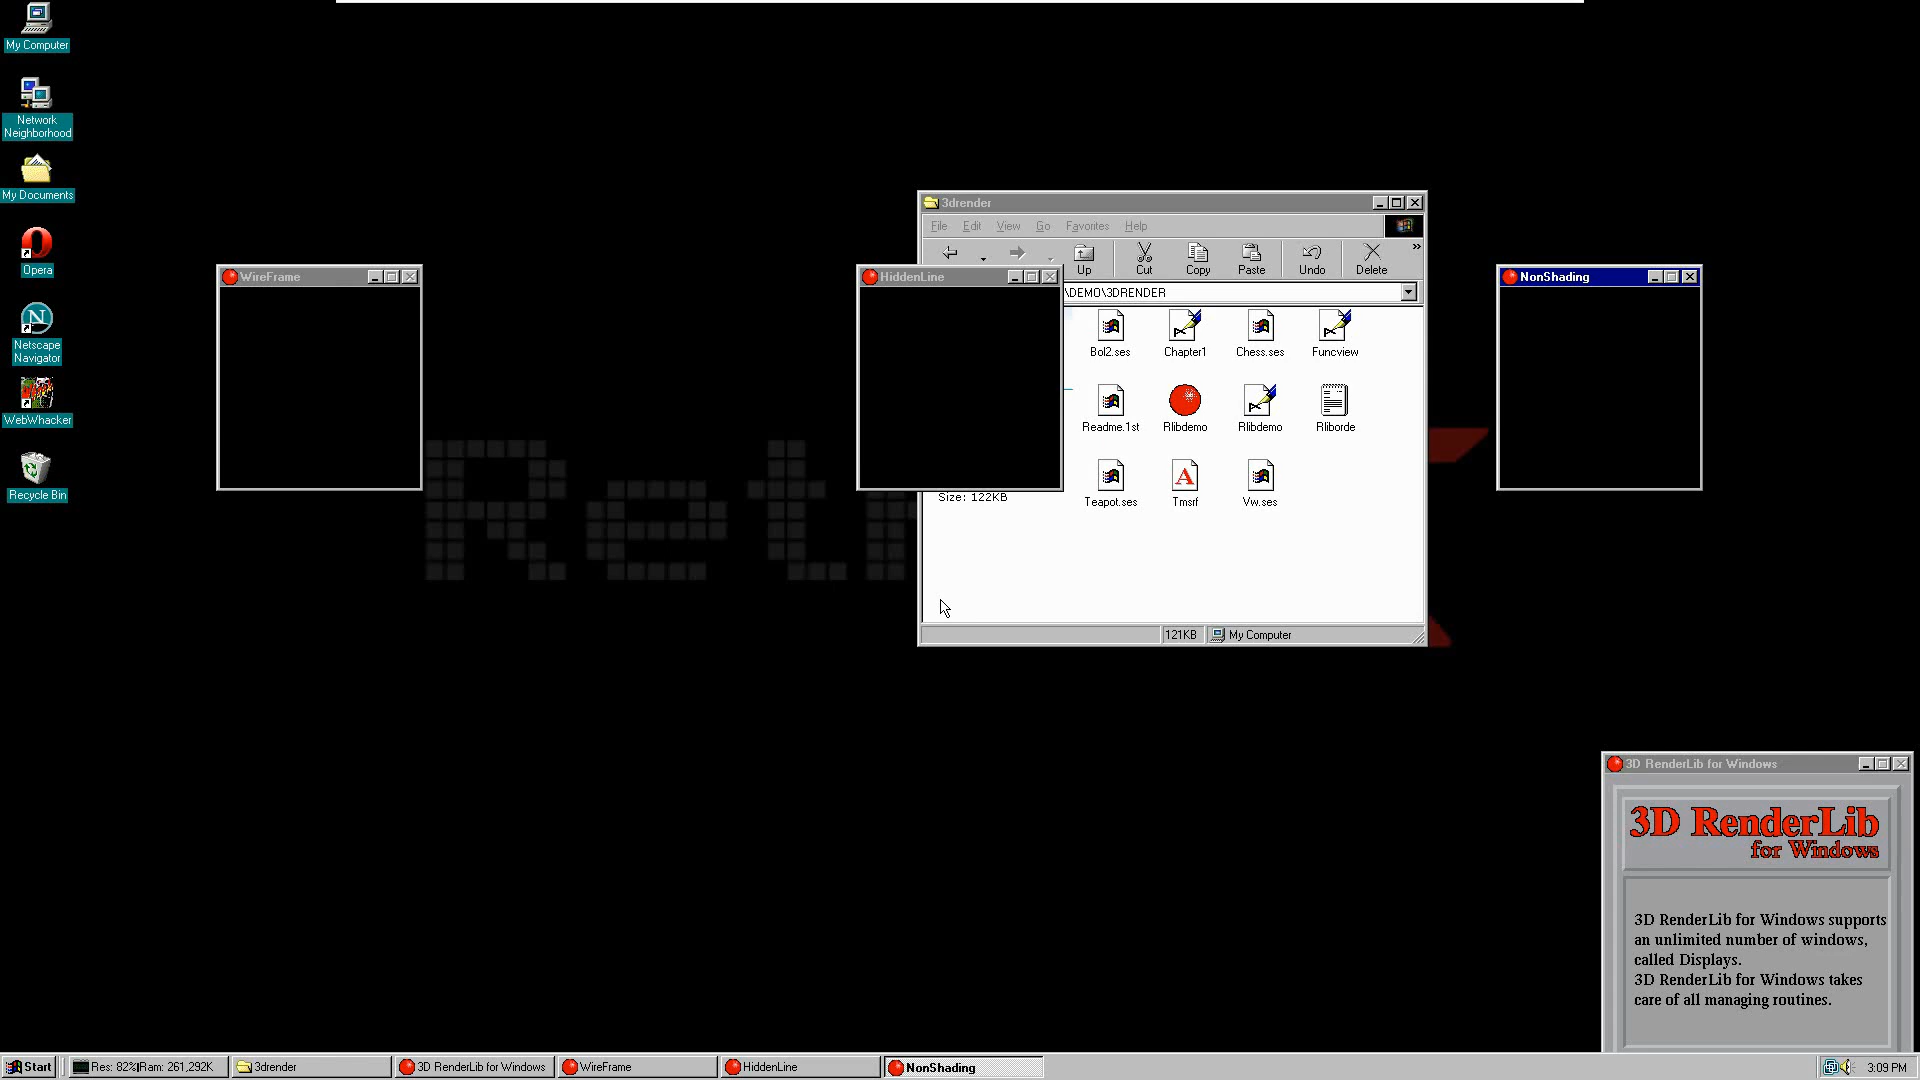 My Computer
Network
Neighborhood
My Documents
Opera
Netscape
Navigator
WebWhacker
Recycle Bin
WireFrame
3drender
File Edit View Go Favorites Help
Up Cut Copy Paste Undo Delete »
\DEMO\3DRENDER
HiddenLine
Bol2.ses Chapter1 Chess.ses Funcview
Readme.1st Rlibdemo Rlibdemo Rliborde
Teapot.ses Tmsrf Vw.ses
Size: 122KB
121KB My Computer
NonShading
Retr
3D RenderLib for Windows
3D RenderLib
for Windows
3D RenderLib for Windows supports
an unlimited number of windows,
called Displays.
3D RenderLib for Windows takes
care of all managing routines.
Start Res: 82% Ram: 261,292K 3drender 3D RenderLib for Windows WireFrame HiddenLine NonShading 3:09 PM